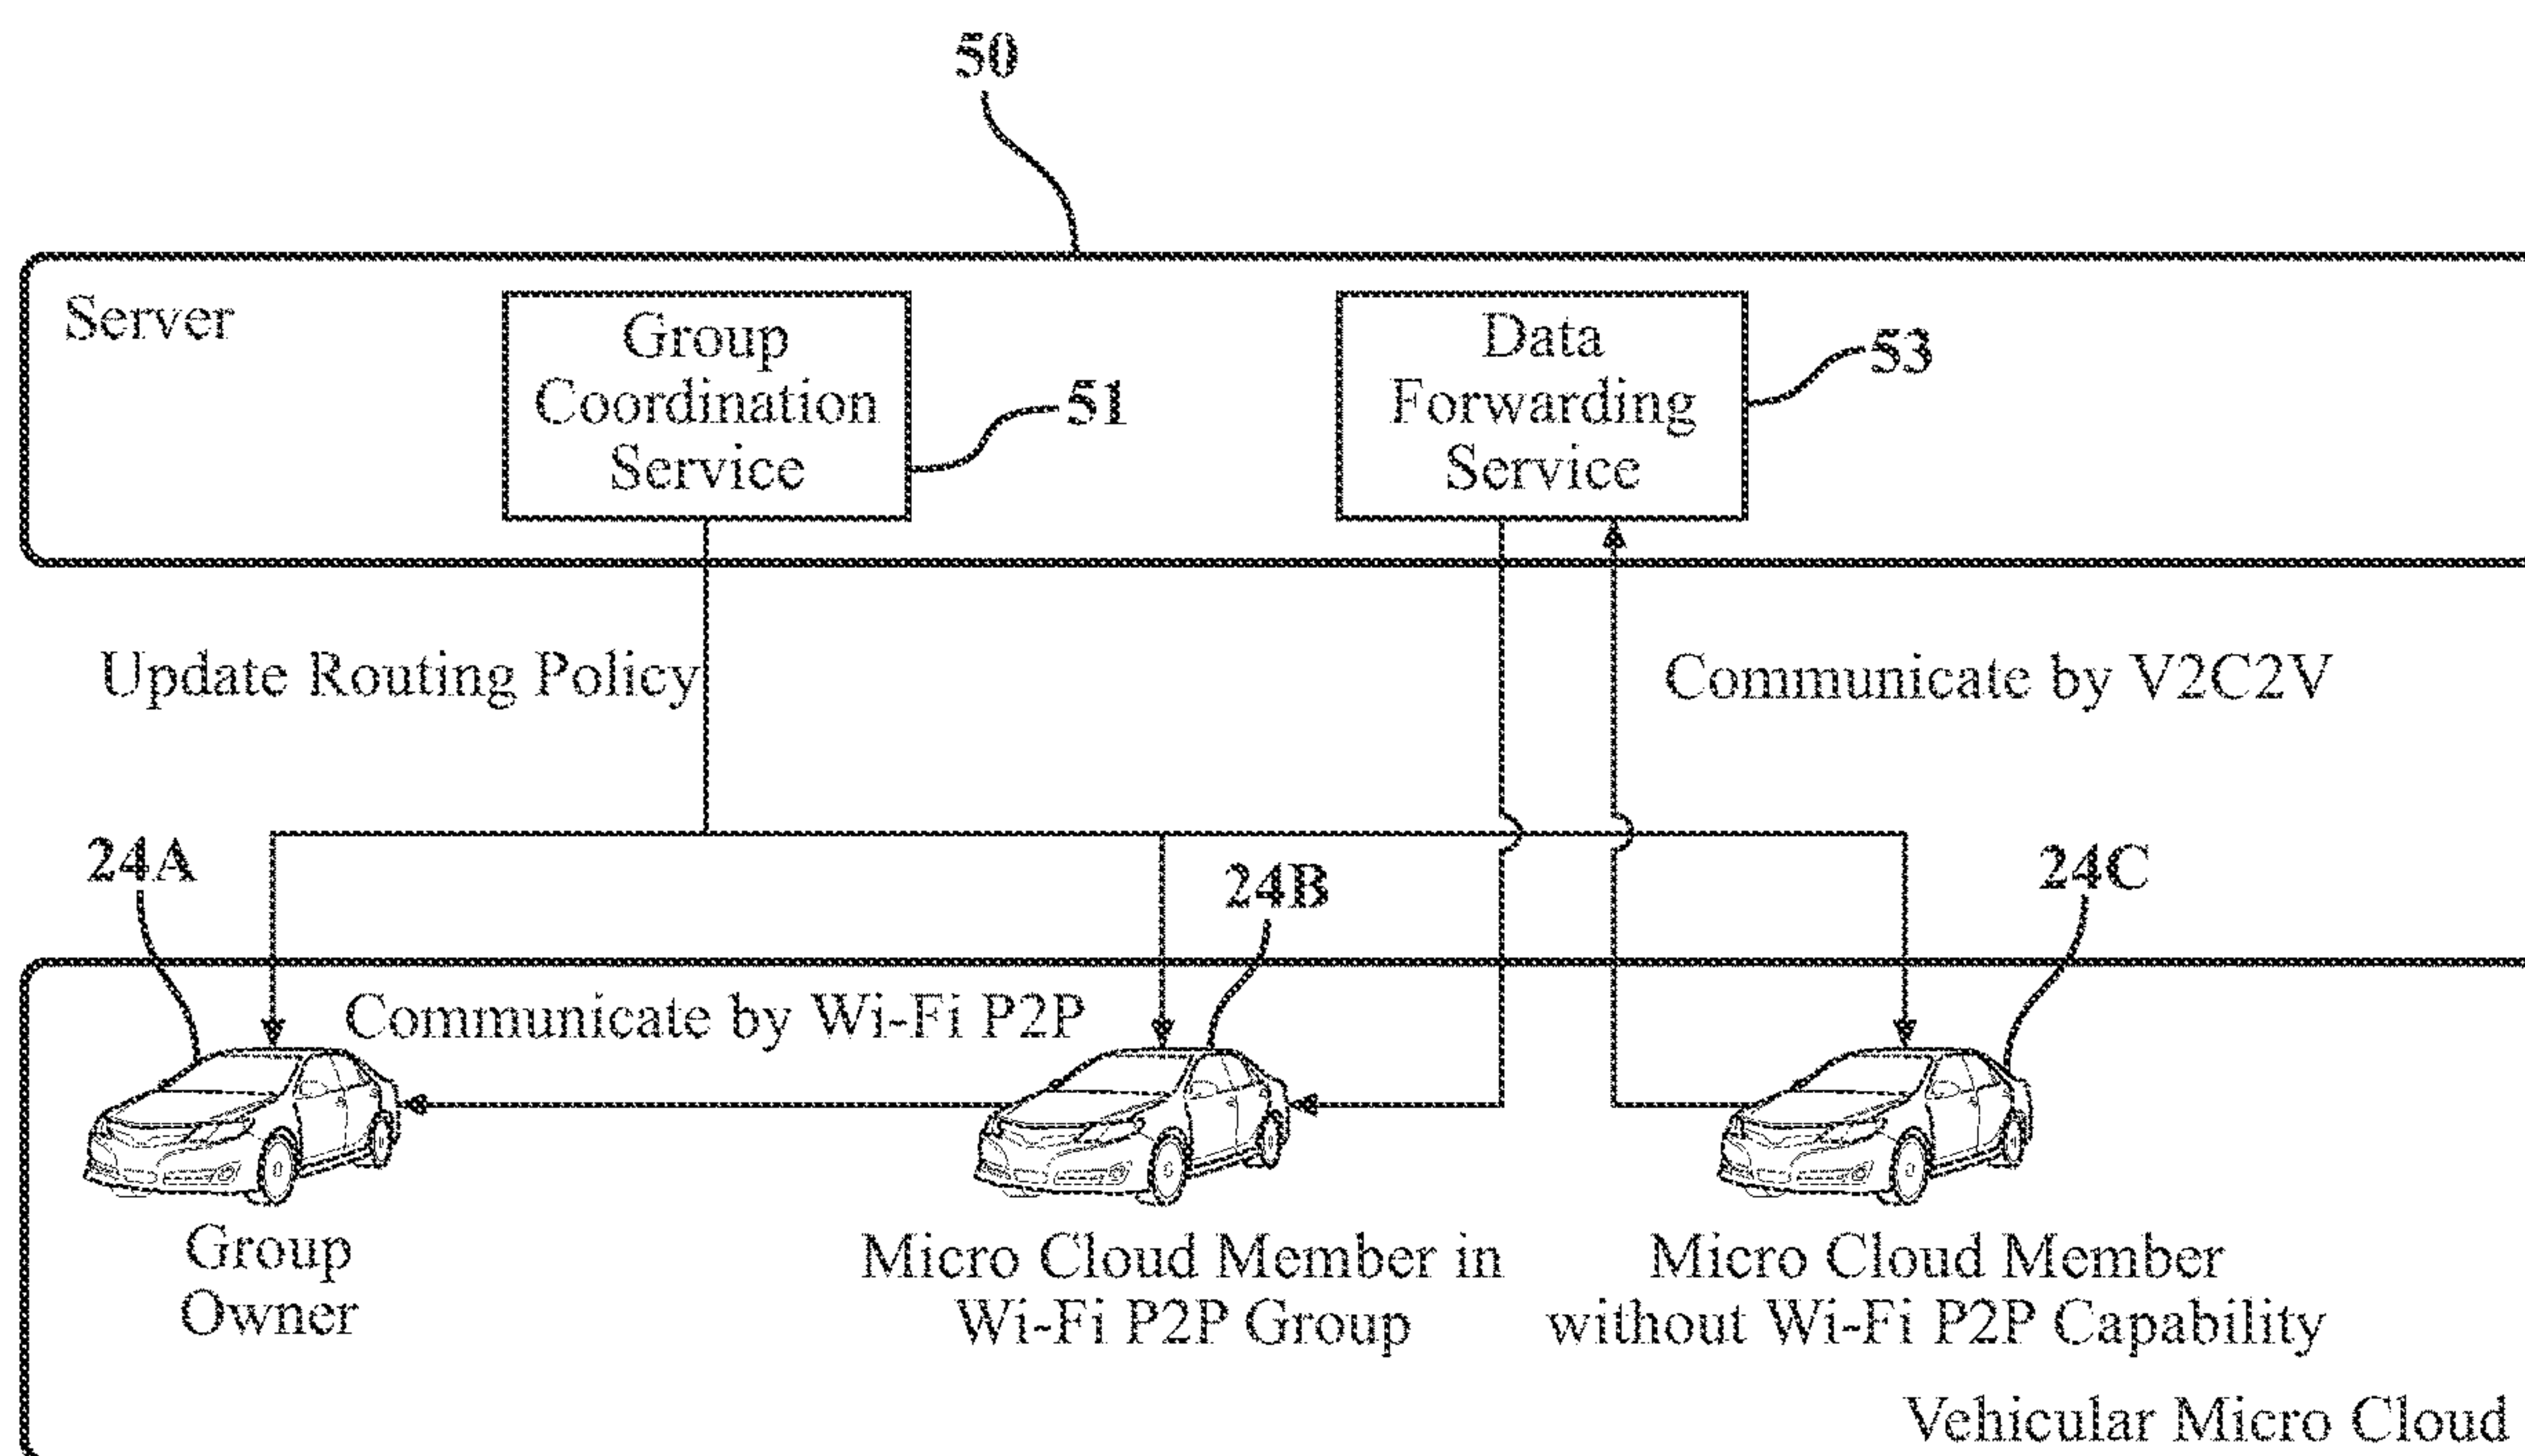 50
Server
Group
Coordination
Service
51
Data
Forwarding
Service
53
Update Routing Policy
Communicate by V2C2V
24A
24B
24C
Communicate by Wi-Fi P2P
Group
Owner
Micro Cloud Member in
Wi-Fi P2P Group
Micro Cloud Member
without Wi-Fi P2P Capability
Vehicular Micro Cloud